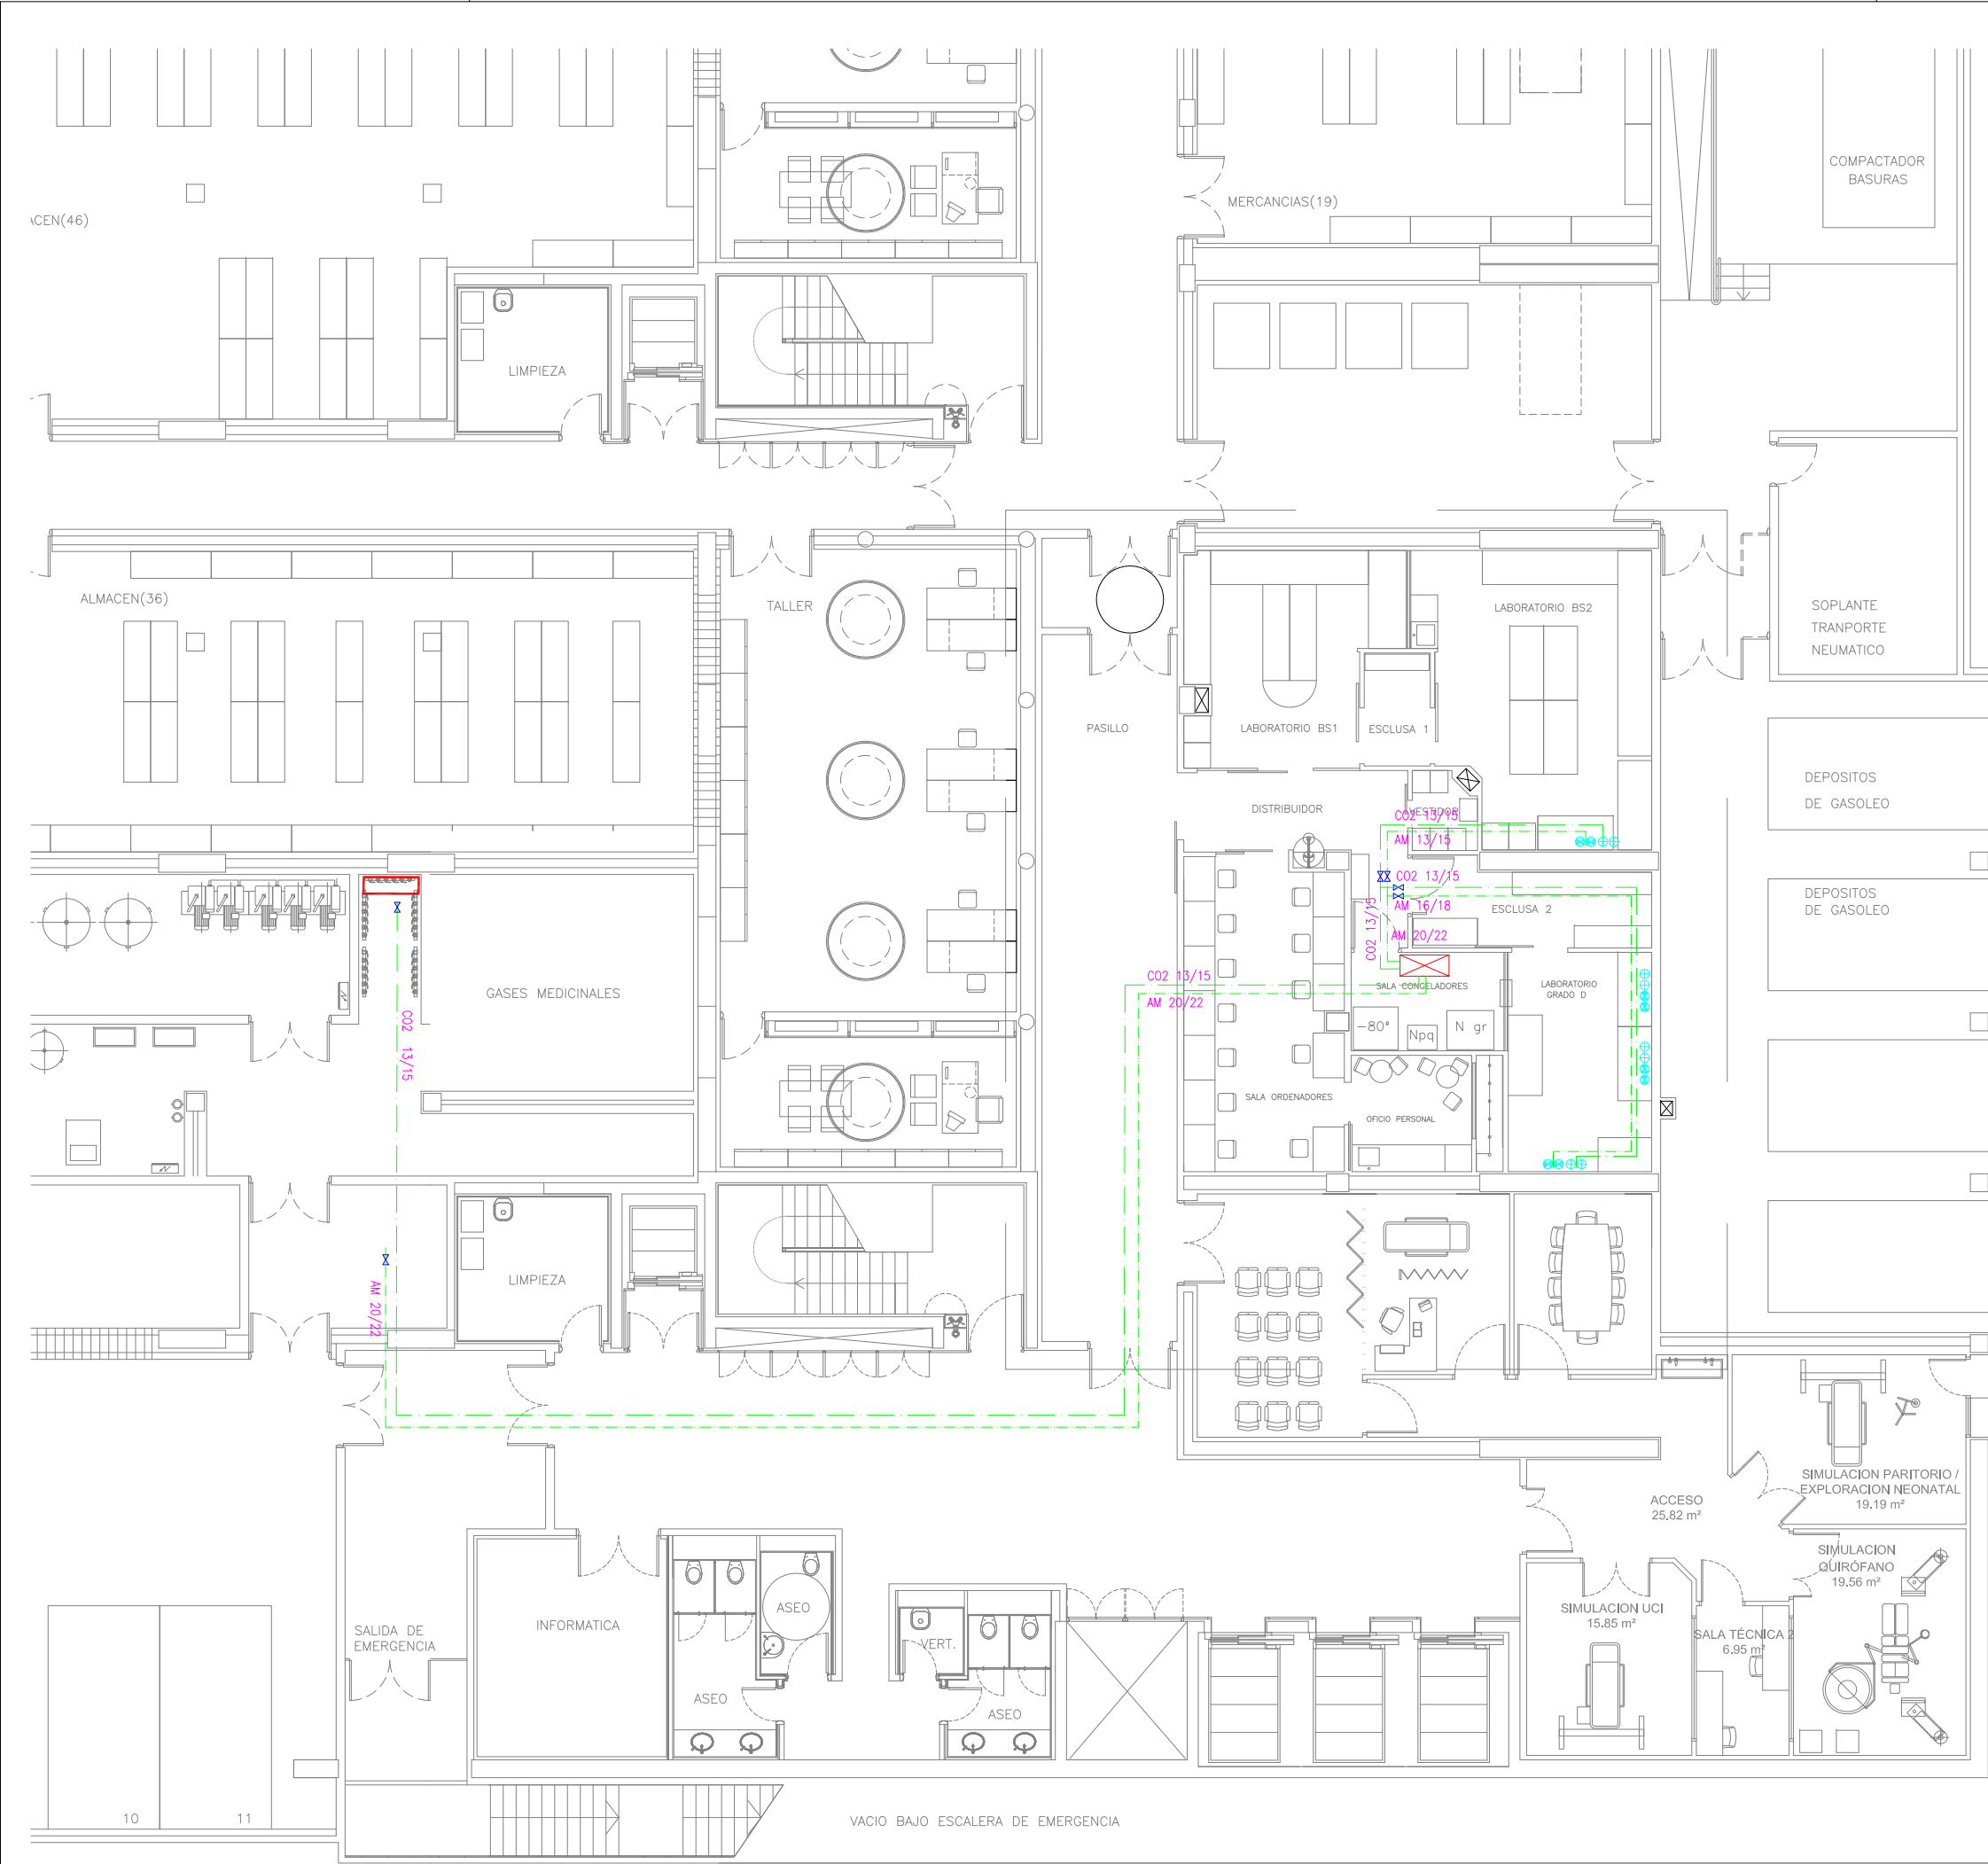 COMPACTADOR
BASURAS
MERCANCIAS(19)
ACEN(46)
LIMPIEZA
ALMACEN(36)
TALLER
LABORATORIO BS2
SOPLANTE
TRANPORTE
NEUMATICO
PASILLO
LABORATORIO BS1
ESCLUSA 1
DEPOSITOS
DE GASOLEO
DISTRIBUIDOR
VESTIDOR
CO2 13/15
AM 13/15
CO2 13/15
AM 16/18
ESCLUSA 2
DEPOSITOS
DE GASOLEO
CO2 13/15
AM 20/22
CO2 13/15
AM 20/22
SALA CONGELADORES
LABORATORIO
GRADO D
GASES MEDICINALES
CO2 13/15
-80°
Npq
N gr
SALA ORDENADORES
OFICIO PERSONAL
LIMPIEZA
AM 20/22
SIMULACION PARITORIO /
EXPLORACION NEONATAL
19.19 m²
ACCESO
25.82 m²
SIMULACION
QUIRÓFANO
19.56 m²
SIMULACION UCI
15.85 m²
SALA TÉCNICA 2
6.95 m²
ASEO
INFORMATICA
SALIDA DE
EMERGENCIA
VERT.
ASEO
ASEO
10
11
VACIO BAJO ESCALERA DE EMERGENCIA